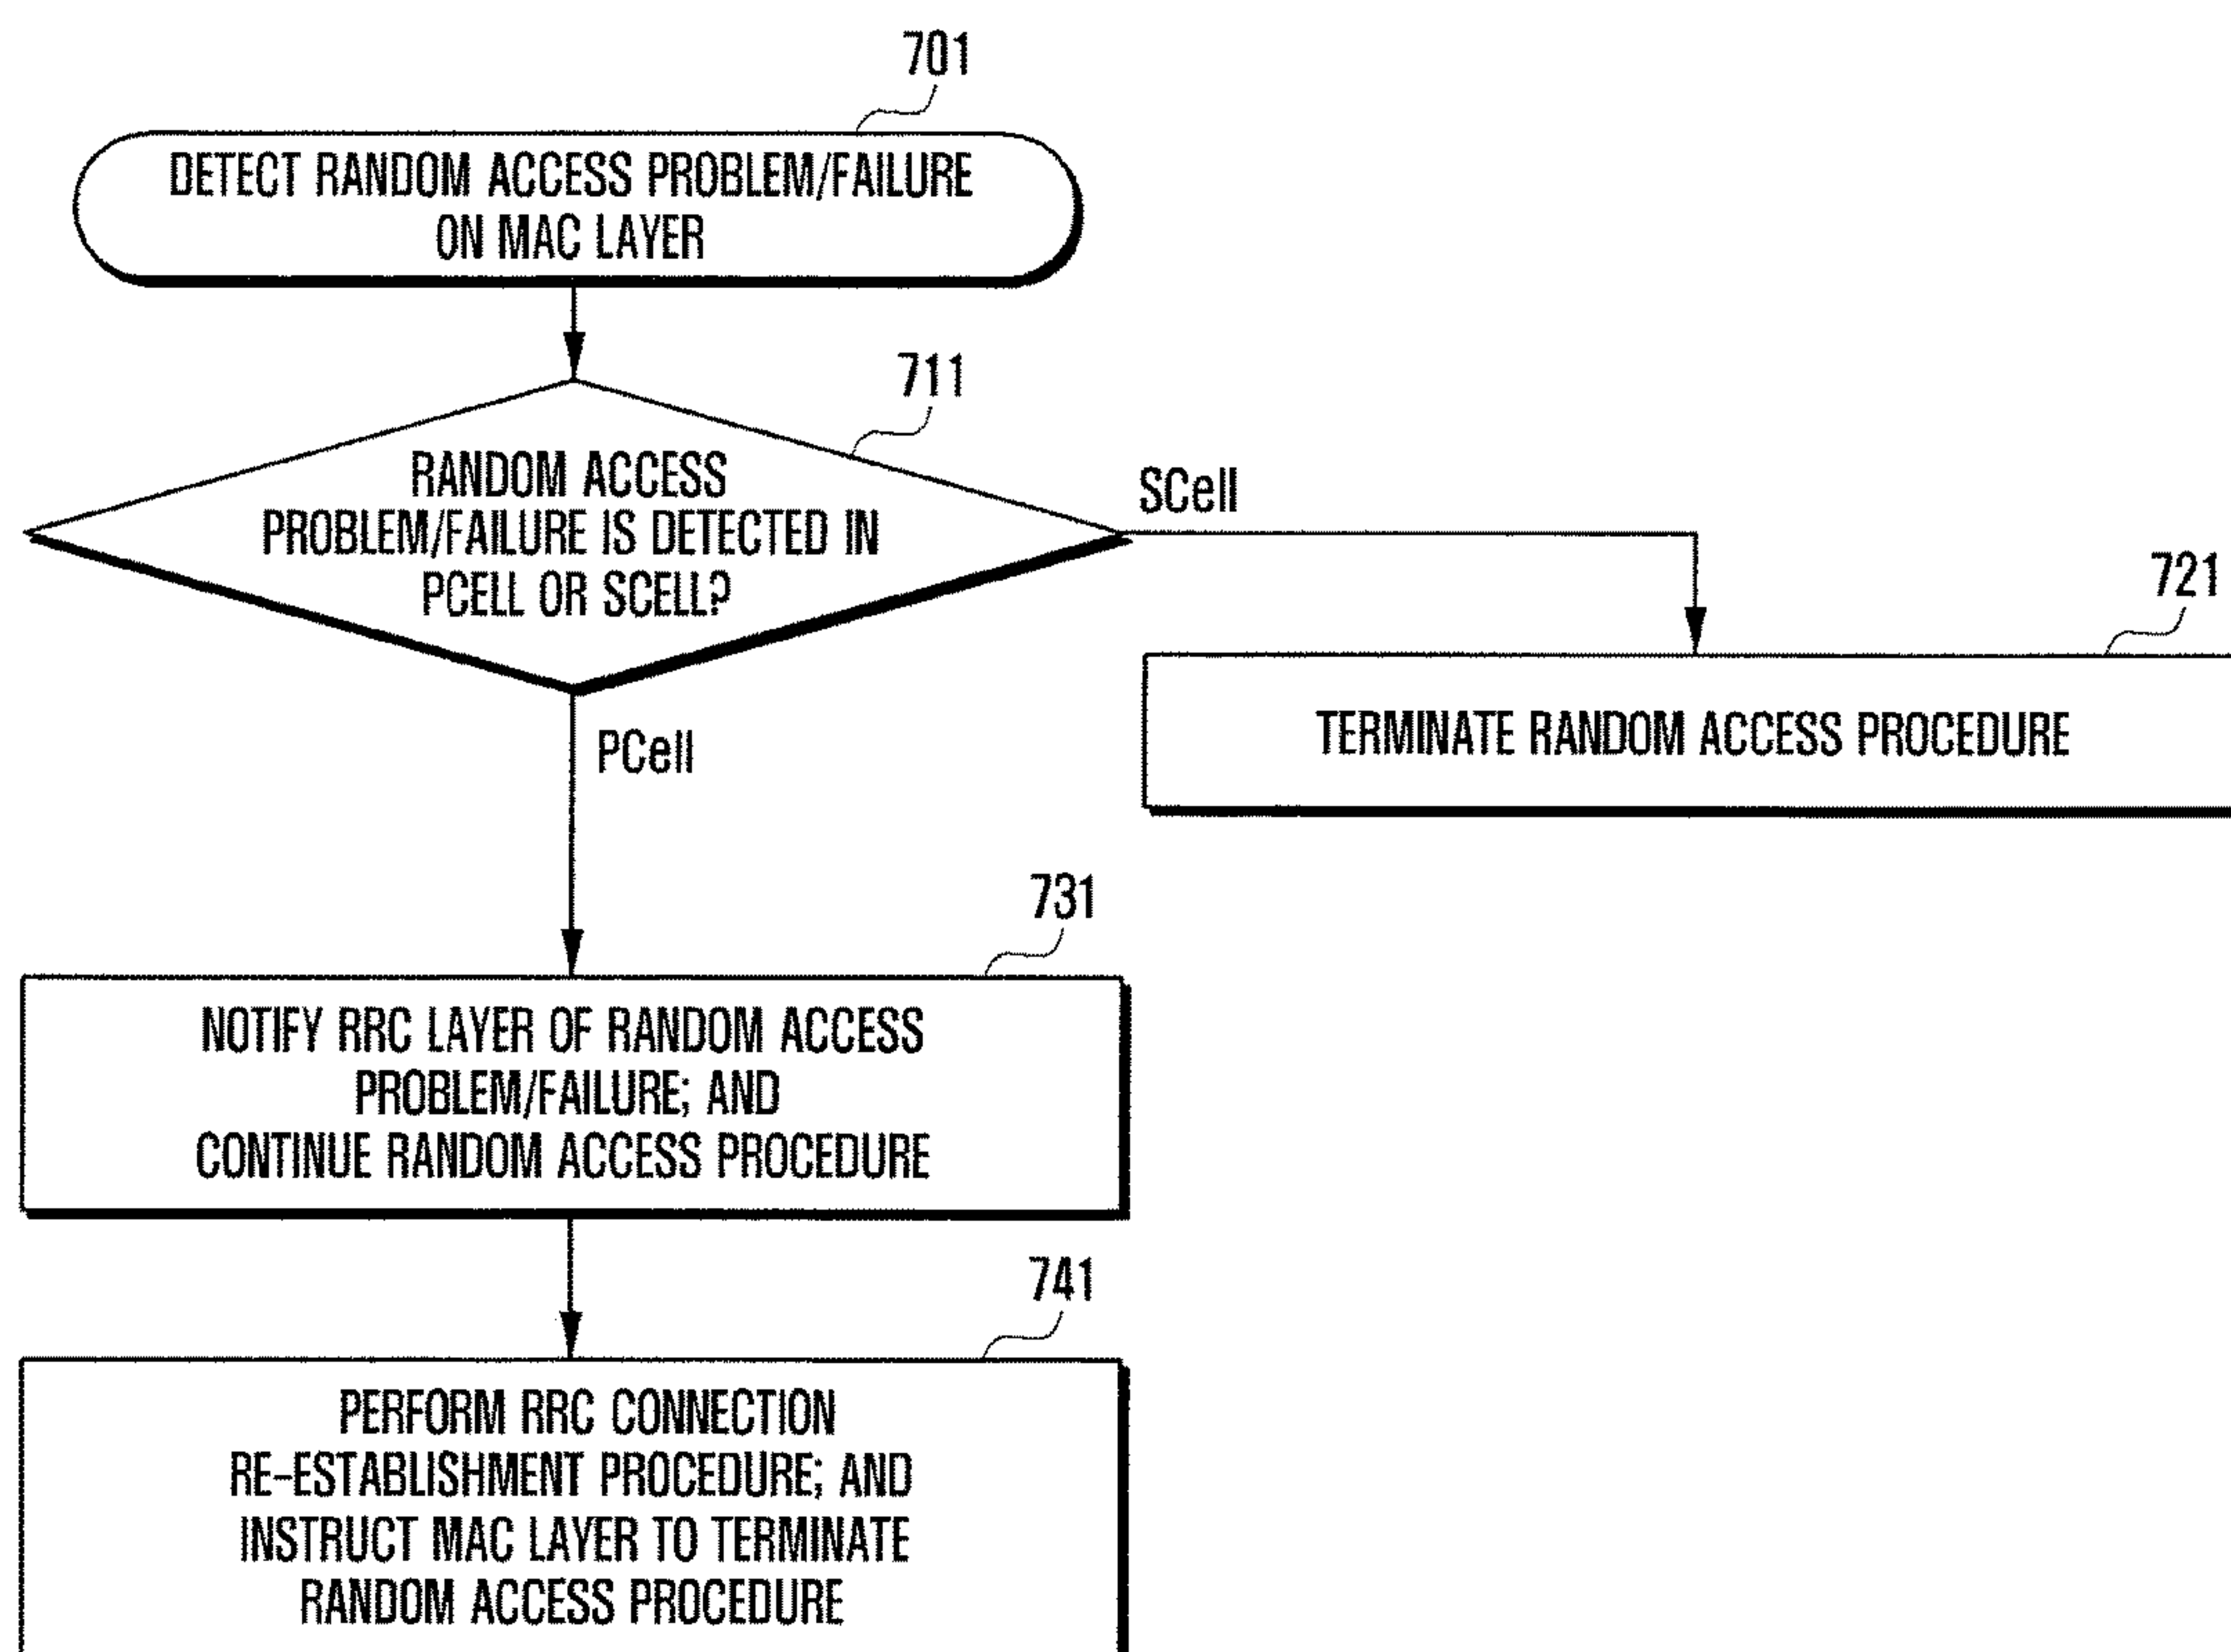 701
DETECT RANDOM ACCESS PROBLEM/FAILURE
ON MAC LAYER
711
RANDOM ACCESS
PROBLEM/FAILURE IS DETECTED IN
PCELL OR SCELL?
SCell
721
TERMINATE RANDOM ACCESS PROCEDURE
PCell
731
NOTIFY RRC LAYER OF RANDOM ACCESS
PROBLEM/FAILURE; AND
CONTINUE RANDOM ACCESS PROCEDURE
741
PERFORM RRC CONNECTION
RE-ESTABLISHMENT PROCEDURE; AND
INSTRUCT MAC LAYER TO TERMINATE
RANDOM ACCESS PROCEDURE